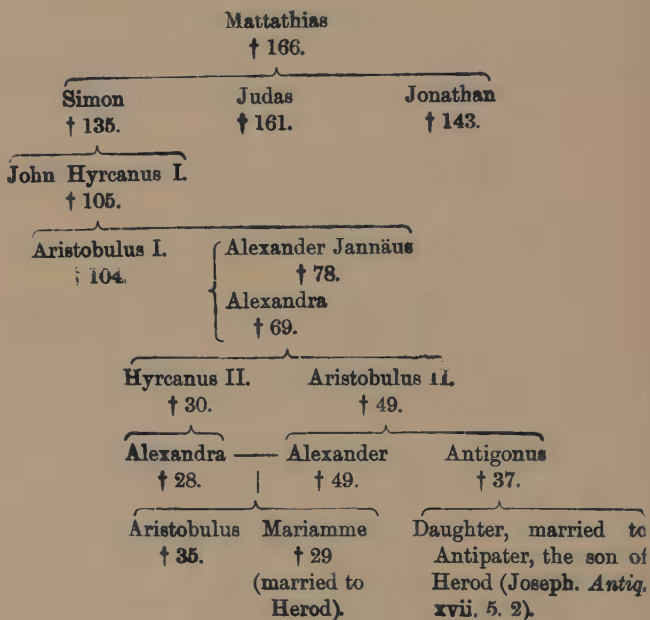 Mattathias
† 166.
Simon Judas Jonathan
† 135. † 161. † 143.
John Hyrcanus I.
† 105.
Aristobulus I. Alexander Jannäus
† 104. † 78.
Alexandra
† 69.
Hyrcanus II. Aristobulus II.
† 30. † 49.
Alexandra — Alexander Antigonus
† 28. † 49. † 37.
Aristobulus Mariamme Daughter, married to
† 35. † 29 Antipater, the son of
(married to Herod (Joseph. Antiq.
Herod). xvii. 5. 2).